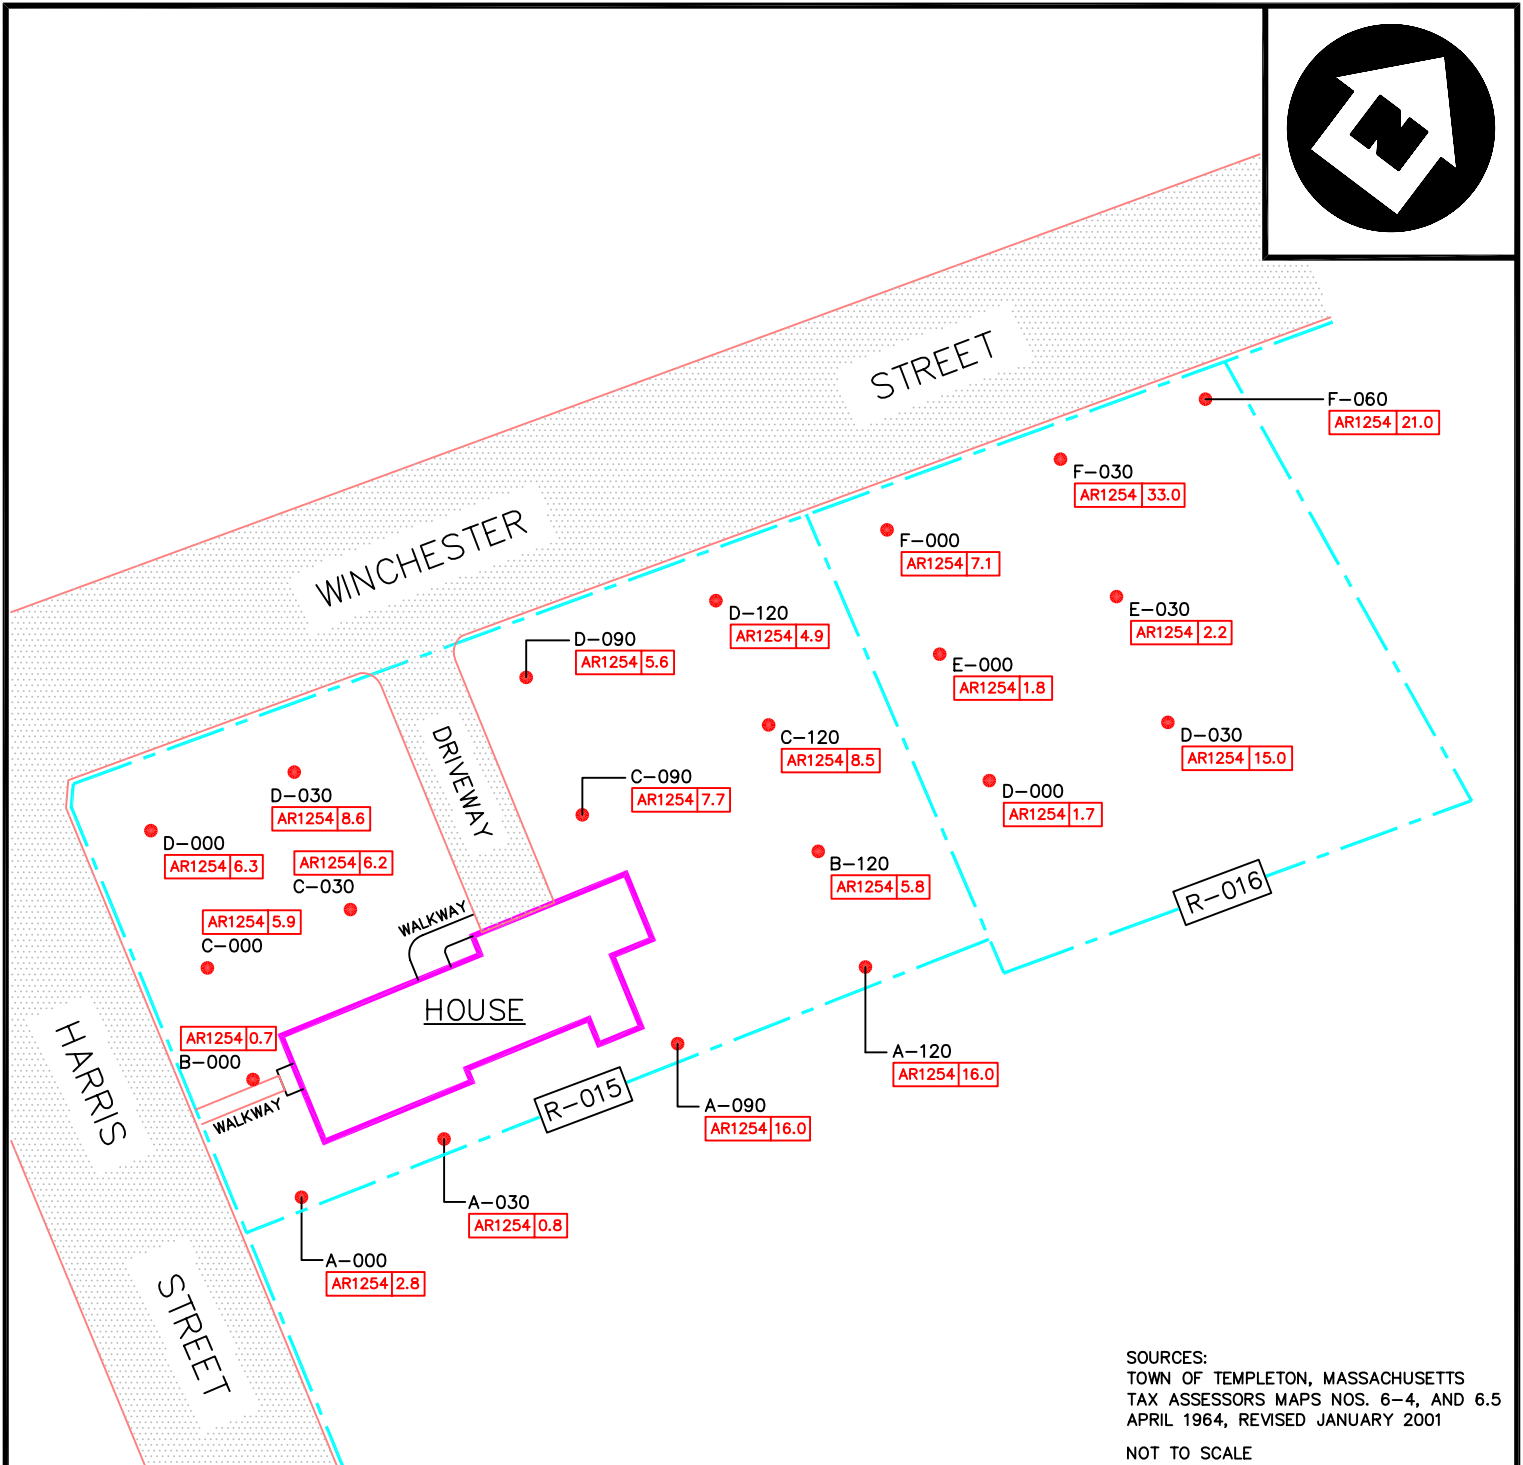 N
STREET
WINCHESTER
F-060
AR1254 21.0
F-030
AR1254 33.0
F-000
AR1254 7.1
E-030
AR1254 2.2
D-120
AR1254 4.9
D-090
AR1254 5.6
E-000
AR1254 1.8
D-030
AR1254 15.0
C-120
AR1254 8.5
DRIVEWAY
C-090
AR1254 7.7
D-000
AR1254 1.7
D-030
AR1254 8.6
D-000
AR1254 6.3
AR1254 6.2
C-030
B-120
AR1254 5.8
R-016
AR1254 5.9
C-000
WALKWAY
HOUSE
AR1254 0.7
B-000
HARRIS
WALKWAY
A-120
AR1254 16.0
R-015
A-090
AR1254 16.0
A-030
AR1254 0.8
A-000
AR1254 2.8
STREET
SOURCES:
TOWN OF TEMPLETON, MASSACHUSETTS
TAX ASSESSORS MAPS NOS. 6-4, AND 6.5
APRIL 1964, REVISED JANUARY 2001
NOT TO SCALE